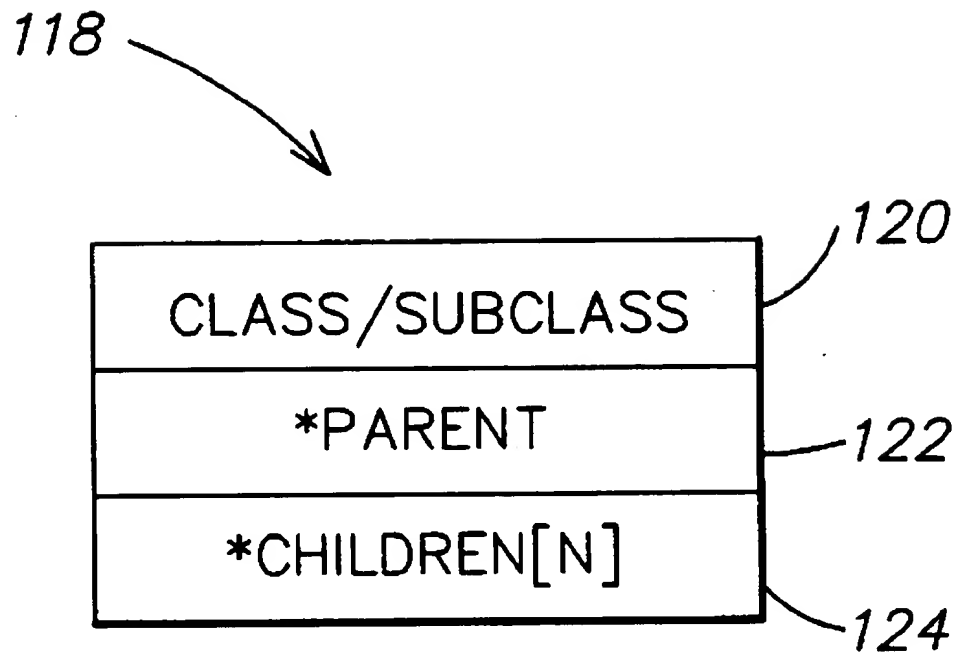 118
120
CLASS/SUBCLASS
*PARENT
122
*CHILDREN[N]
124